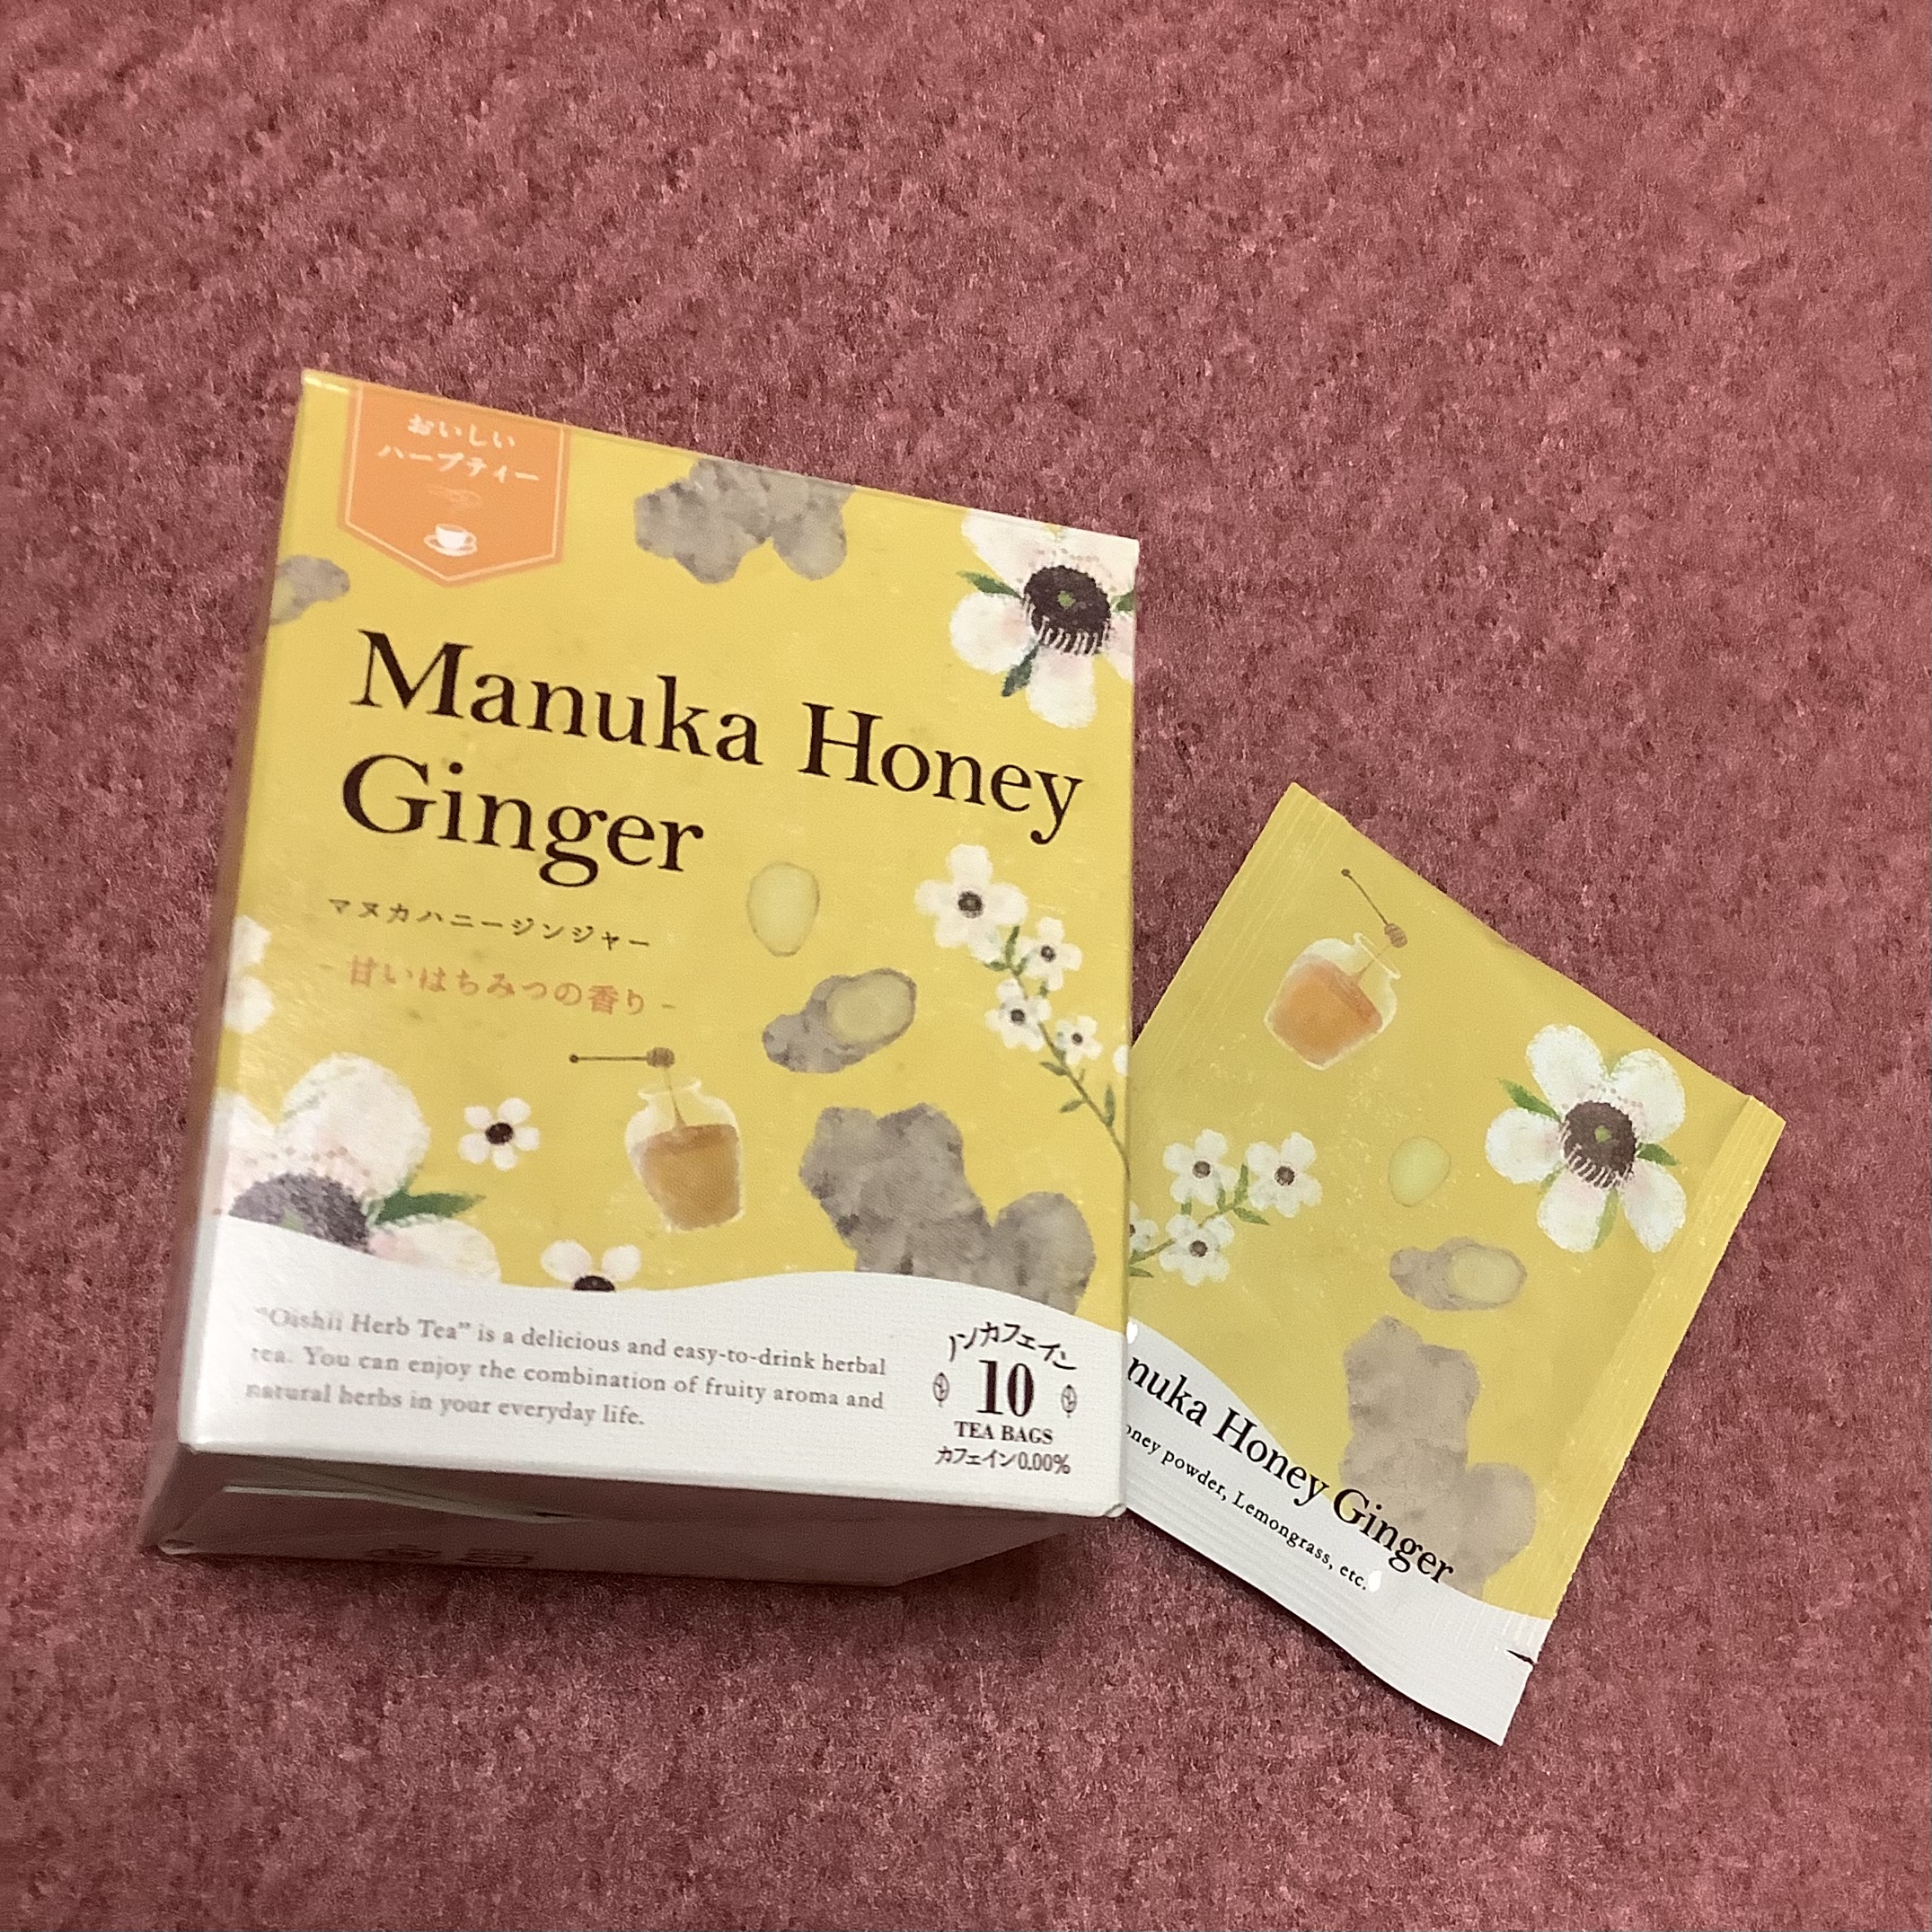 おいしい
ハーブティー
Manuka Honey
Ginger
マヌカハニージンジャー
- 甘いはちみつの香り -
"Oishii Herb Tea" is a delicious and easy-to-drink herbal
tea. You can enjoy the combination of fruity aroma and
natural herbs in your everyday life.
ノンカフェイン
10
TEA BAGS
カフェイン0.00%
nuka Honey Ginger
oney powder, Lemongrass, etc.